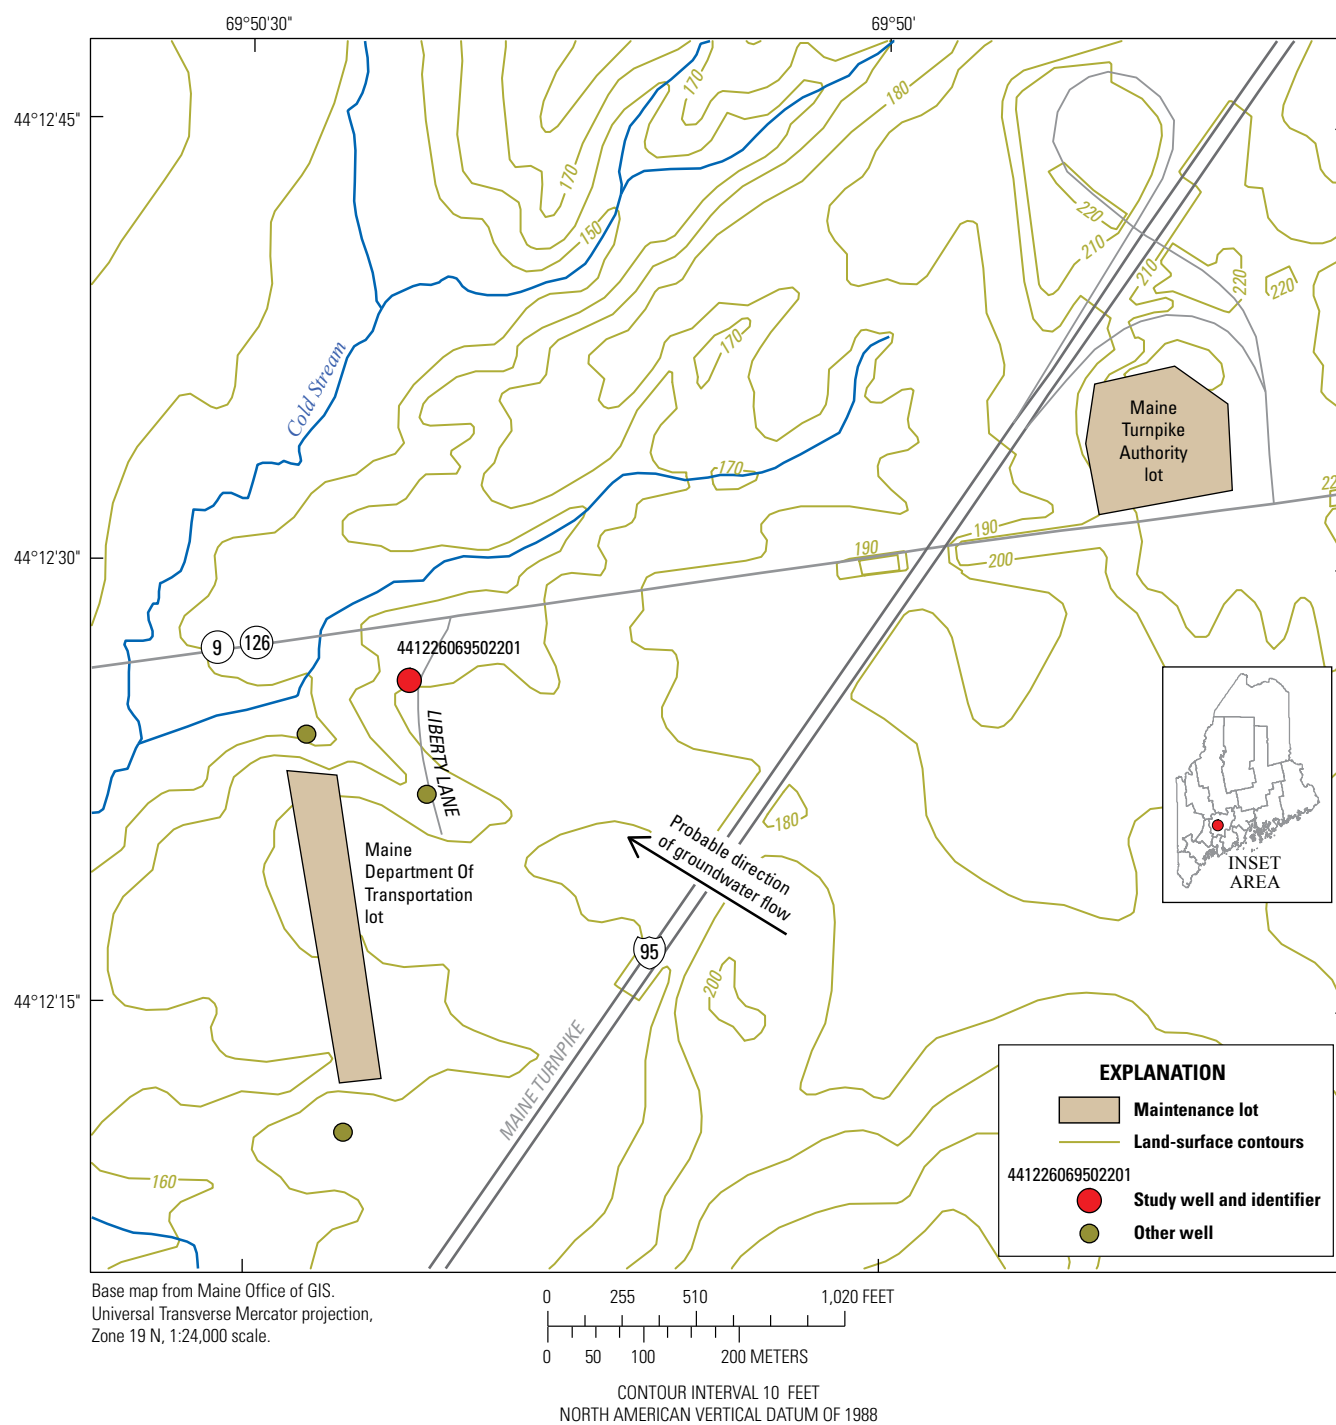 69°50'30"
69°50'
44°12'45"
44°12'30"
44°12'15"
170
180
170
150
220
210
210
220
220
170
Cold Stream
Maine
Turnpike
Authority
lot
170
22
190
190
200
9
126
441226069502201
LIBERTY LANE
180
Probable direction
of groundwater flow
Maine
Department Of
Transportation
lot
95
200
MAINE TURNPIKE
160
INSET
AREA
EXPLANATION
Maintenance lot
Land-surface contours
441226069502201
Study well and identifier
Other well
Base map from Maine Office of GIS.
Universal Transverse Mercator projection,
Zone 19 N, 1:24,000 scale.
0 255 510 1,020 FEET
0 50 100 200 METERS
CONTOUR INTERVAL 10 FEET
NORTH AMERICAN VERTICAL DATUM OF 1988